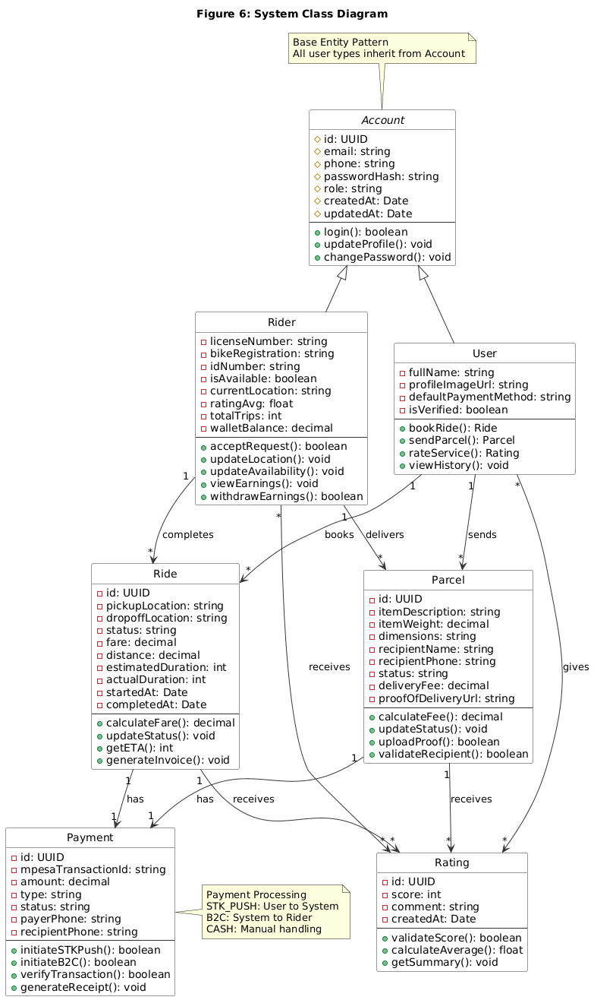 Figure 6: System Class Diagram
Base Entity Pattern
All user types inherit from Account
Account
id: UUID
email: string
phone: string
passwordHash: string
role: string
createdAt: Date
updatedAt: Date
login(): boolean
updateProfile(): void
changePassword(): void
Rider
licenseNumber: string
bikeRegistration: string
idNumber: string
isAvailable: boolean
currentLocation: string
ratingAvg: float
totalTrips: int
walletBalance: decimal
acceptRequest(): boolean
updateLocation(): void
updateAvailability(): void
viewEarnings(): void
withdrawEarnings(): boolean
User
fullName: string
profileImageUrl: string
defaultPaymentMethod: string
isVerified: boolean
bookRide(): Ride
sendParcel(): Parcel
rateService(): Rating
viewHistory(): void
1
1
1
*
*
1
completes
books
delivers
sends
*
*
*
*
Ride
id: UUID
pickupLocation: string
dropoffLocation: string
status: string
fare: decimal
distance: decimal
estimatedDuration: int
actualDuration: int
startedAt: Date
completedAt: Date
calculateFare(): decimal
updateStatus(): void
getETA(): int
generateInvoice(): void
receives
Parcel
id: UUID
itemDescription: string
itemWeight: decimal
dimensions: string
recipientName: string
recipientPhone: string
status: string
deliveryFee: decimal
proofOfDeliveryUrl: string
calculateFee(): decimal
updateStatus(): void
uploadProof(): boolean
validateRecipient(): boolean
gives
1
1
1
1
has
has
receives
receives
1
1
*
*
*
*
Payment
id: UUID
mpesaTransactionId: string
amount: decimal
type: string
status: string
payerPhone: string
recipientPhone: string
initiateSTKPush(): boolean
initiateB2C(): boolean
verifyTransaction(): boolean
generateReceipt(): void
Payment Processing
STK_PUSH: User to System
B2C: System to Rider
CASH: Manual handling
Rating
id: UUID
score: int
comment: string
createdAt: Date
validateScore(): boolean
calculateAverage(): float
getSummary(): void